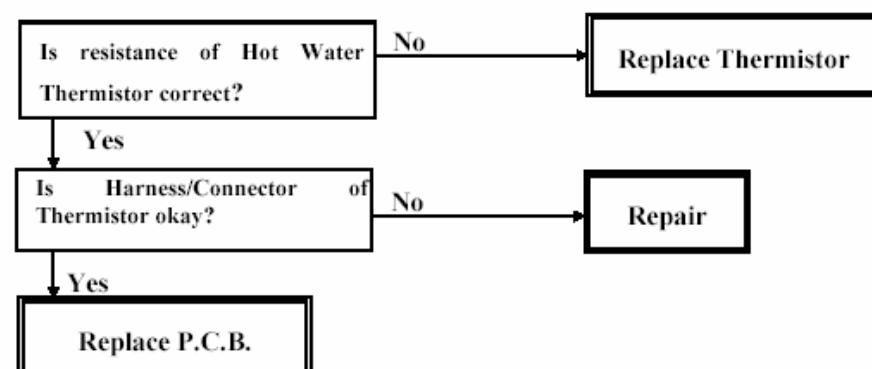 Is resistance of Hot Water
Thermistor correct?
No
Replace Thermistor
Yes
Is Harness/Connector of
Thermistor okay?
No
Repair
Yes
Replace P.C.B.